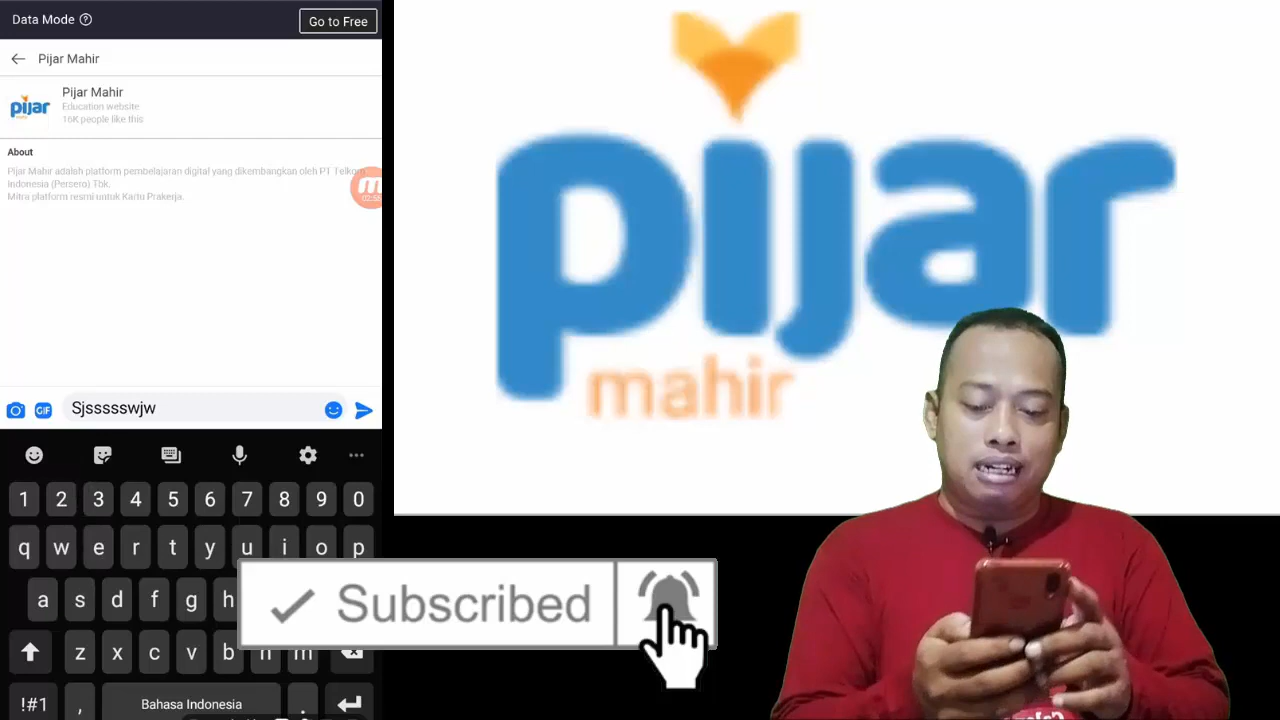 Data Mode
Go to Free
Pijar Mahir
pijar
Pijar Mahir
Education website
16K people like this
About
Pijar Mahir adalah platform pembelajaran digital yang dikembangkan oleh PT Telkom
Indonesia (Persero) Tbk.
Mitra platform resmi untuk Kartu Prakerja.
GIF
Sjssssswjw
1 2 3 4 5 6 7 8 9 0
q w e r t y u i o p
a s d f g h
z x c v b n m
!#1 , Bahasa Indonesia .
pijar
mahir
Subscribed